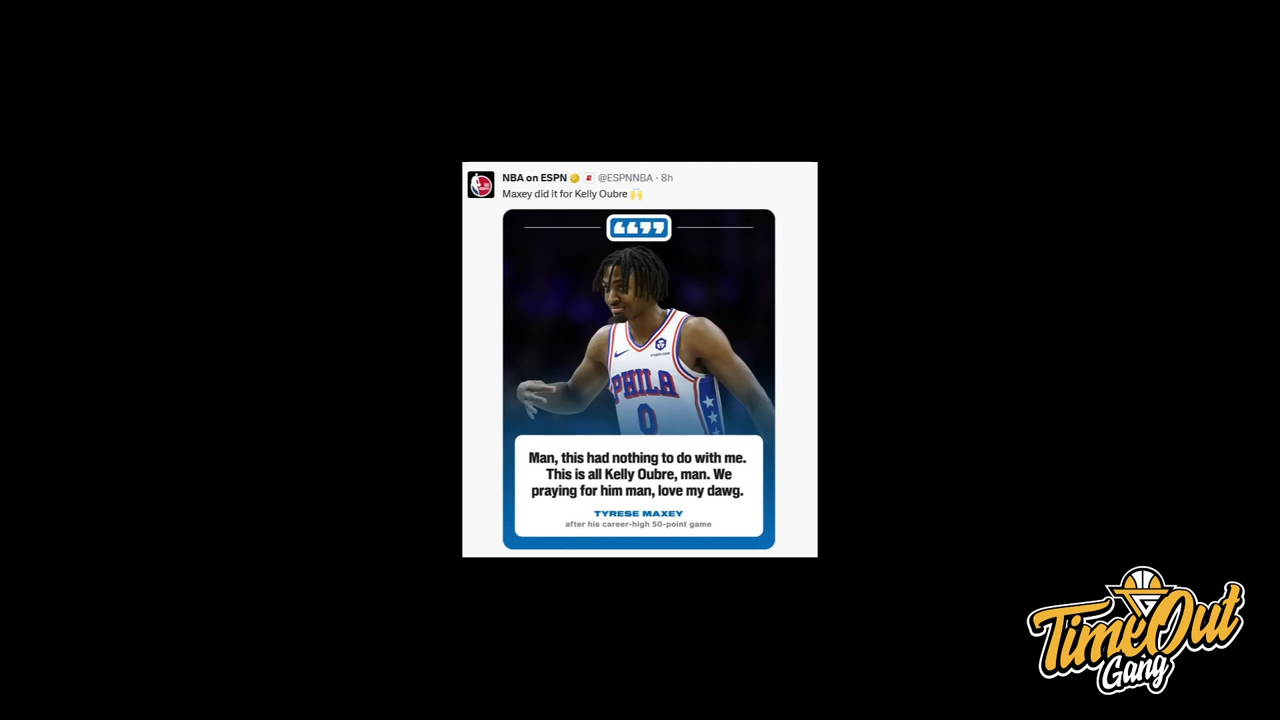 NBA on ESPN @ESPNNBA · 8h
Maxey did it for Kelly Oubre 🙌
PHILA
0
Man, this had nothing to do with me.
This is all Kelly Oubre, man. We
praying for him man, love my dawg.
TYRESE MAXEY
after his career-high 50-point game
TimeOut
Gang